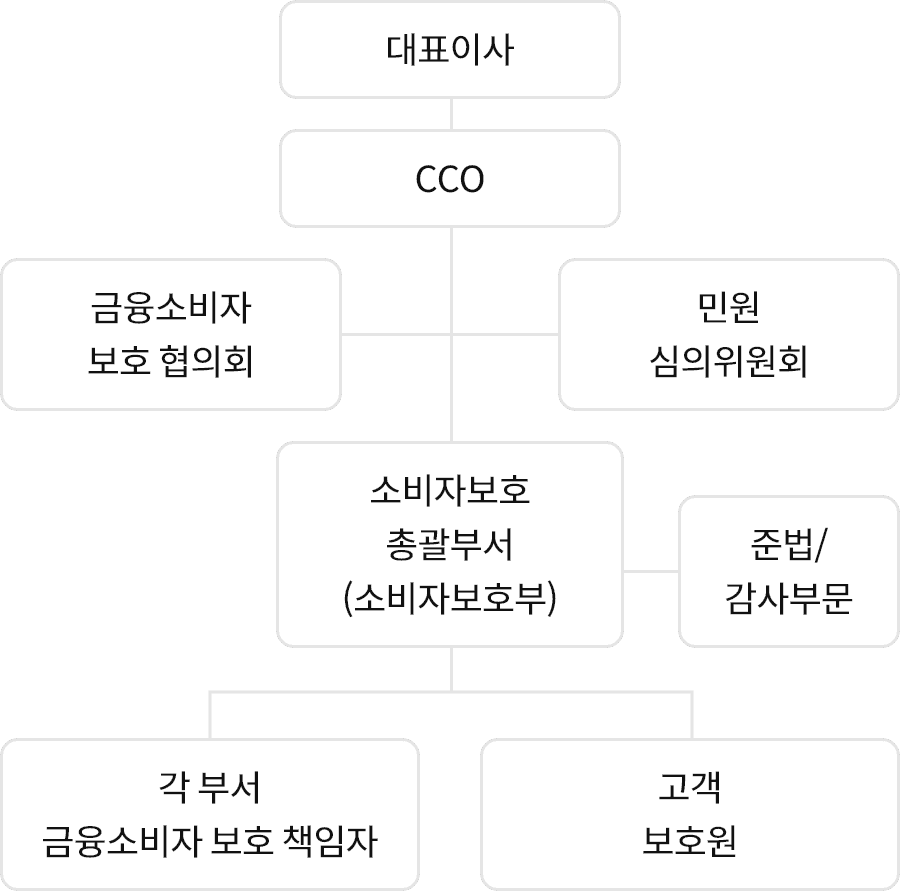 대표이사
CCO
금융소비자
보호 협의회
민원
심의위원회
소비자보호
총괄부서
(소비자보호부)
준법/
감사부문
각 부서
금융소비자 보호 책임자
고객
보호원